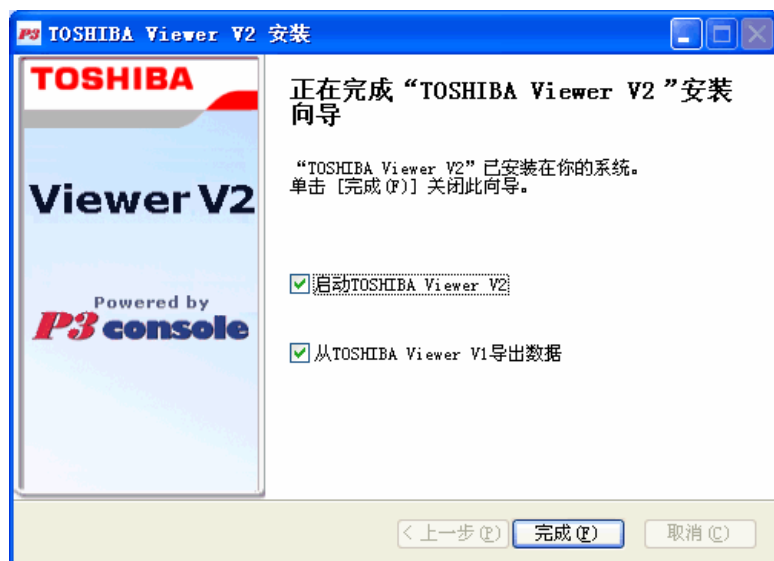 P3 TOSHIBA Viewer V2 安装
TOSHIBA
Viewer V2
Powered by
P3 console
正在完成“TOSHIBA Viewer V2 ”安装
向导
“TOSHIBA Viewer V2”已安装在你的系统。
单击 [完成(F)] 关闭此向导。
启动TOSHIBA Viewer V2
从TOSHIBA Viewer V1导出数据
< 上一步(P)
完成(F)
取消(C)